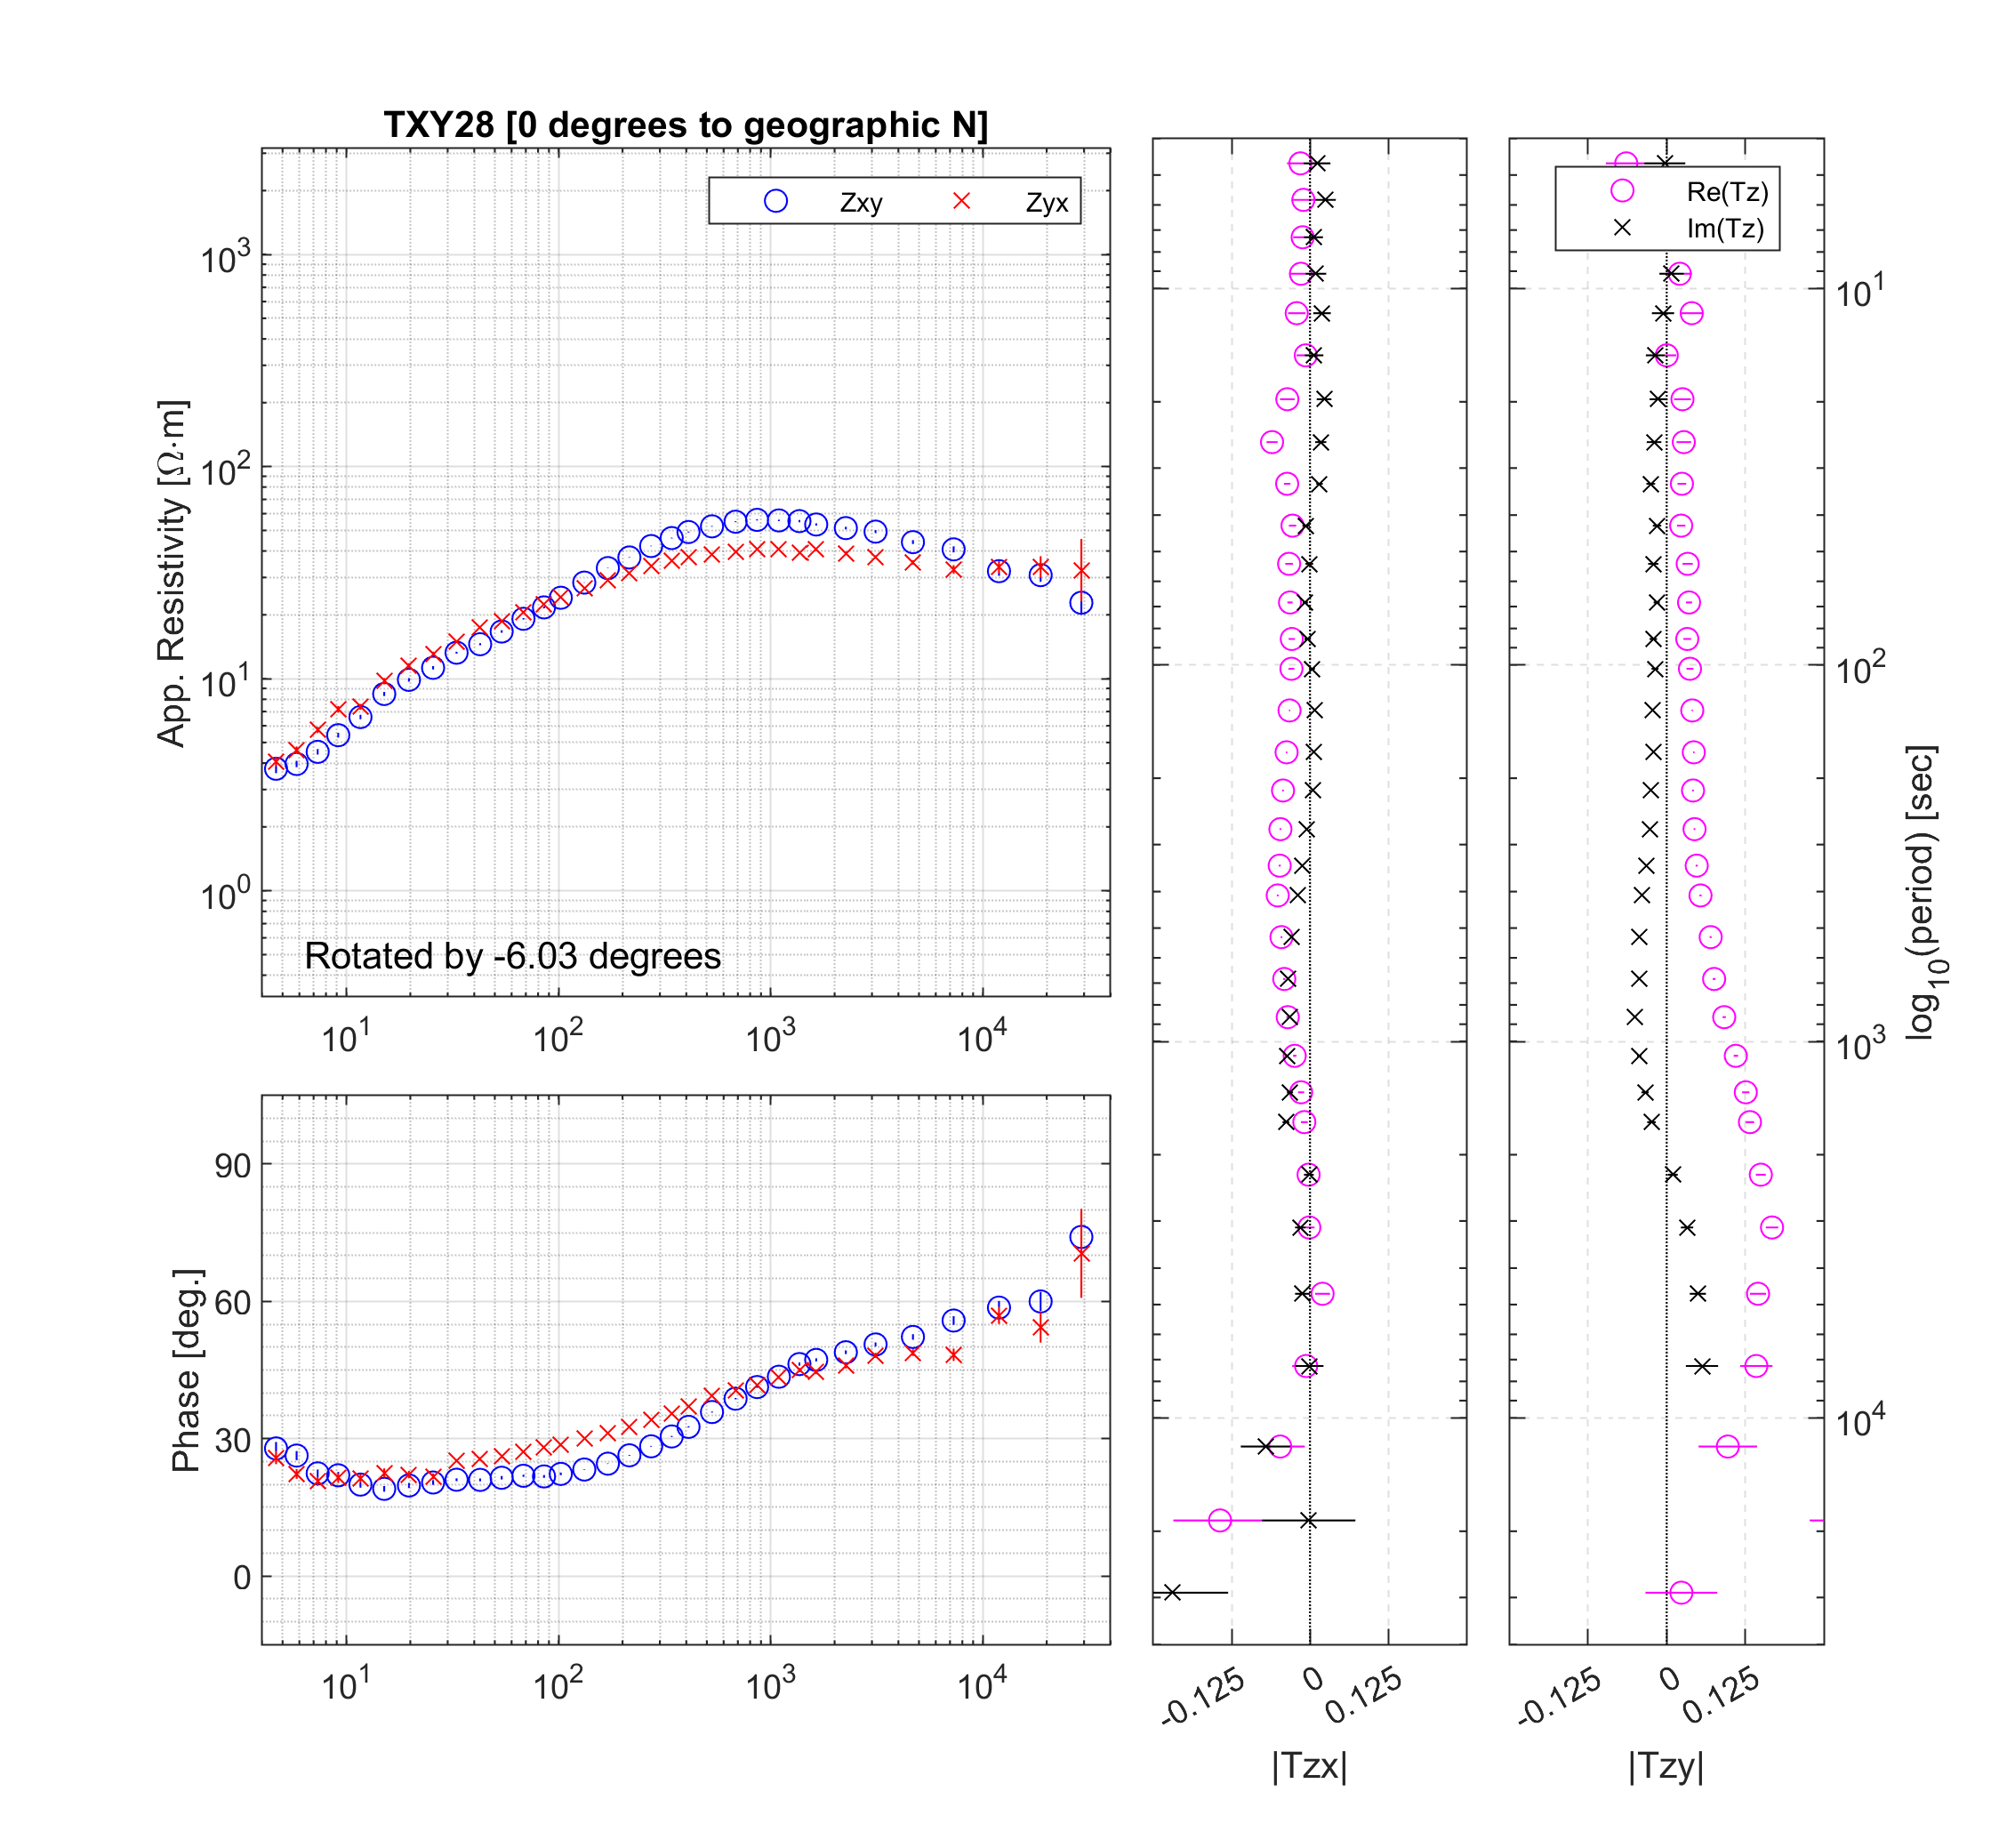 TXY28 [0 degrees to geographic N]
Zxy Zyx
App. Resistivity [Ω·m]
10^3
10^2
10^1
10^0
Rotated by -6.03 degrees
10^1 10^2 10^3 10^4
Phase [deg.]
90
60
30
0
10^1 10^2 10^3 10^4
-0.125 0 0.125
|Tzx|
Re(Tz)
Im(Tz)
-0.125 0 0.125
|Tzy|
10^1
10^2
10^3
10^4
log_10(period) [sec]